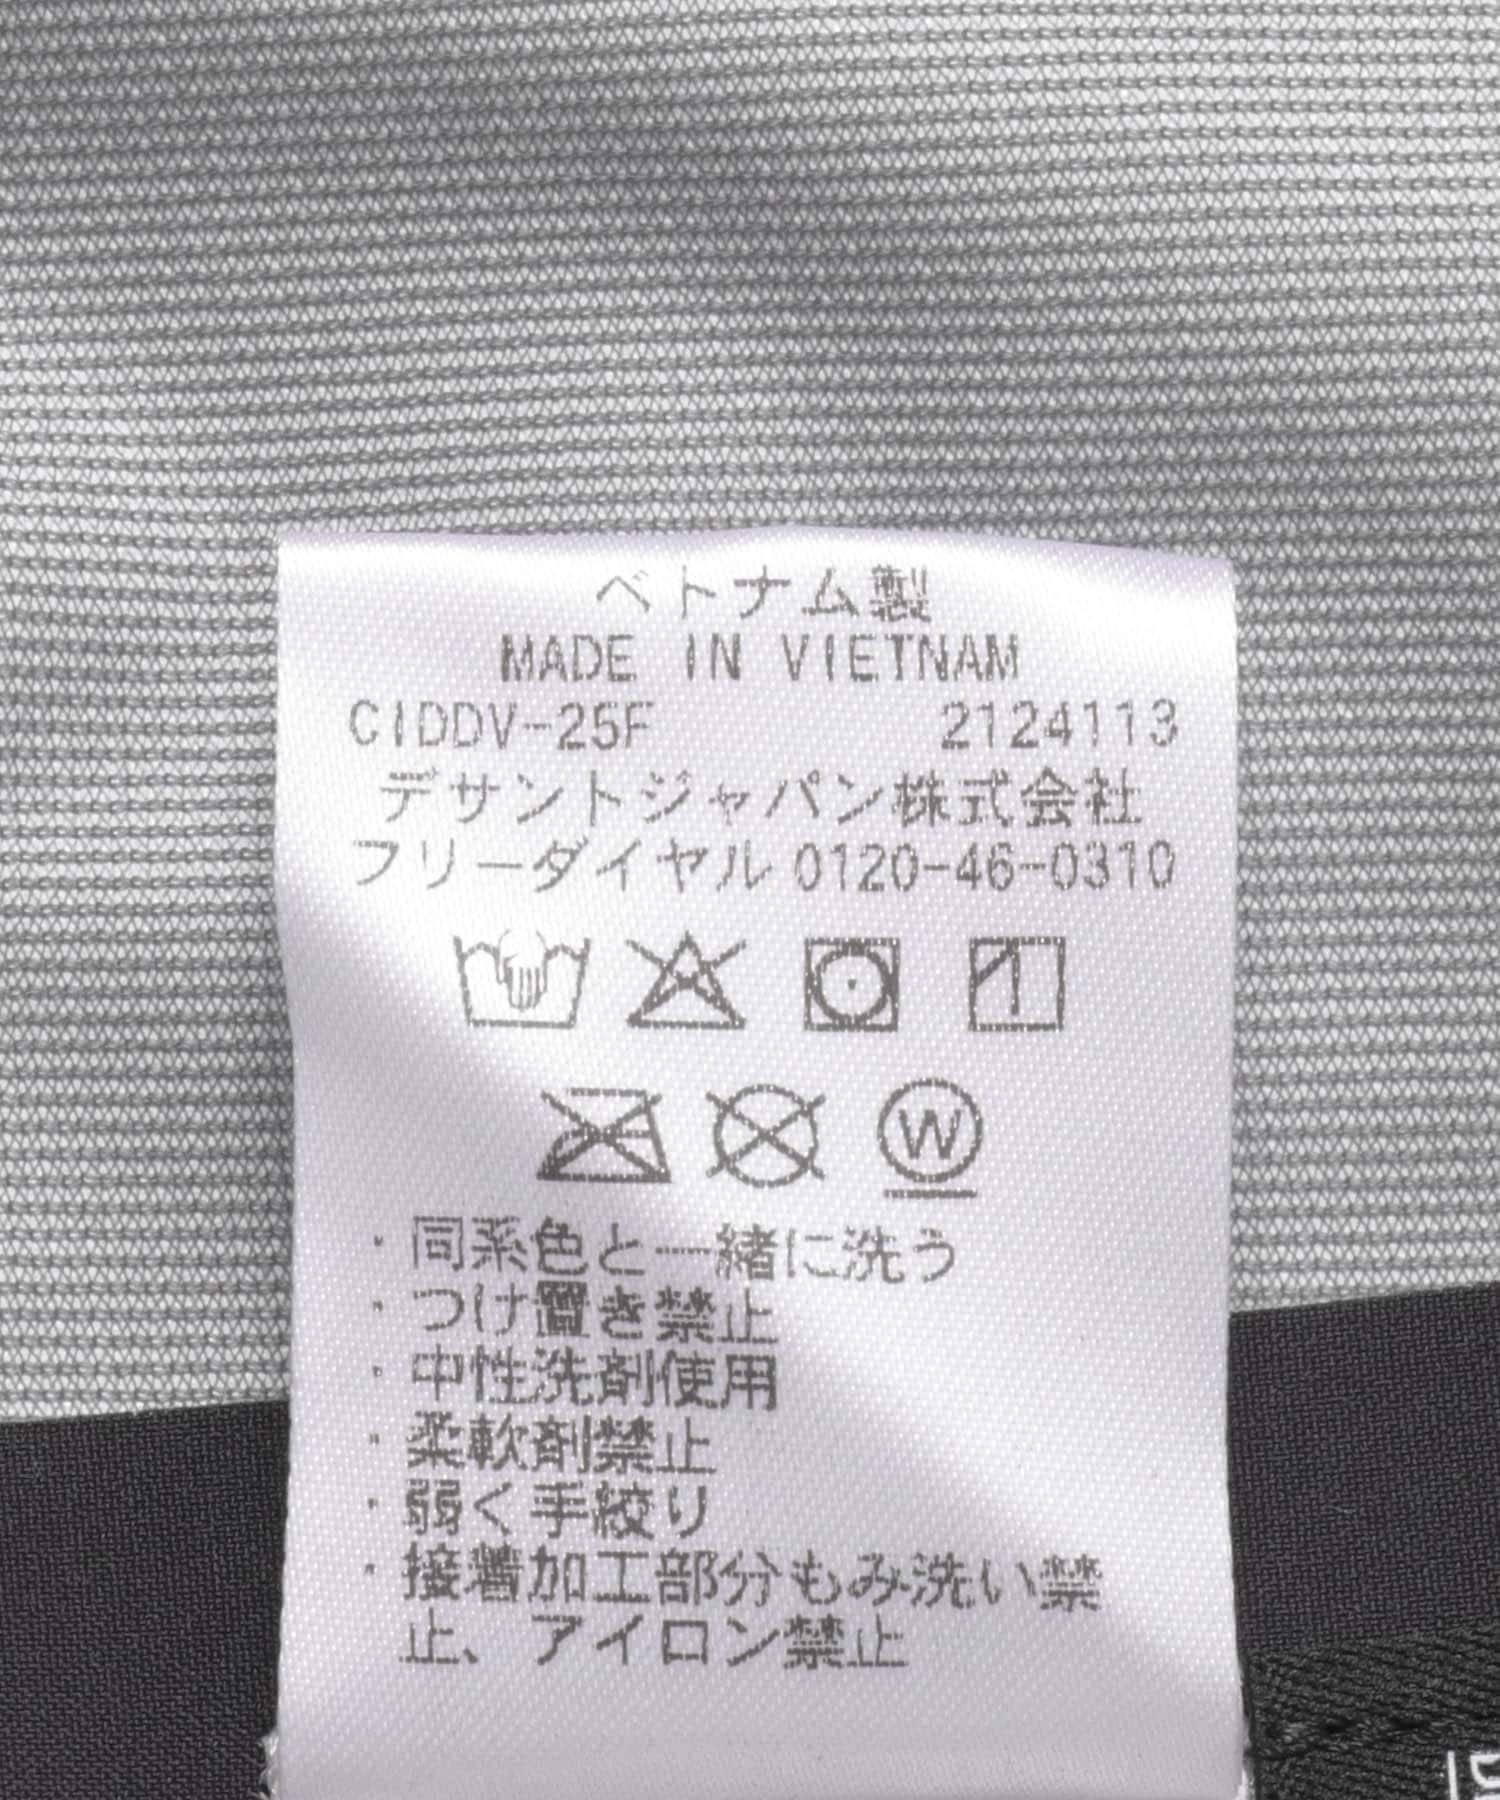 ベトナム製
MADE IN VIETNAM
CIDDV-25F 2124113
デサントジャパン株式会社
フリーダイヤル 0120-46-0310
W
・同系色と一緒に洗う
・つけ置き禁止
・中性洗剤使用
・柔軟剤禁止
・弱く手絞り
・接着加工部分もみ洗い禁
止、アイロン禁止